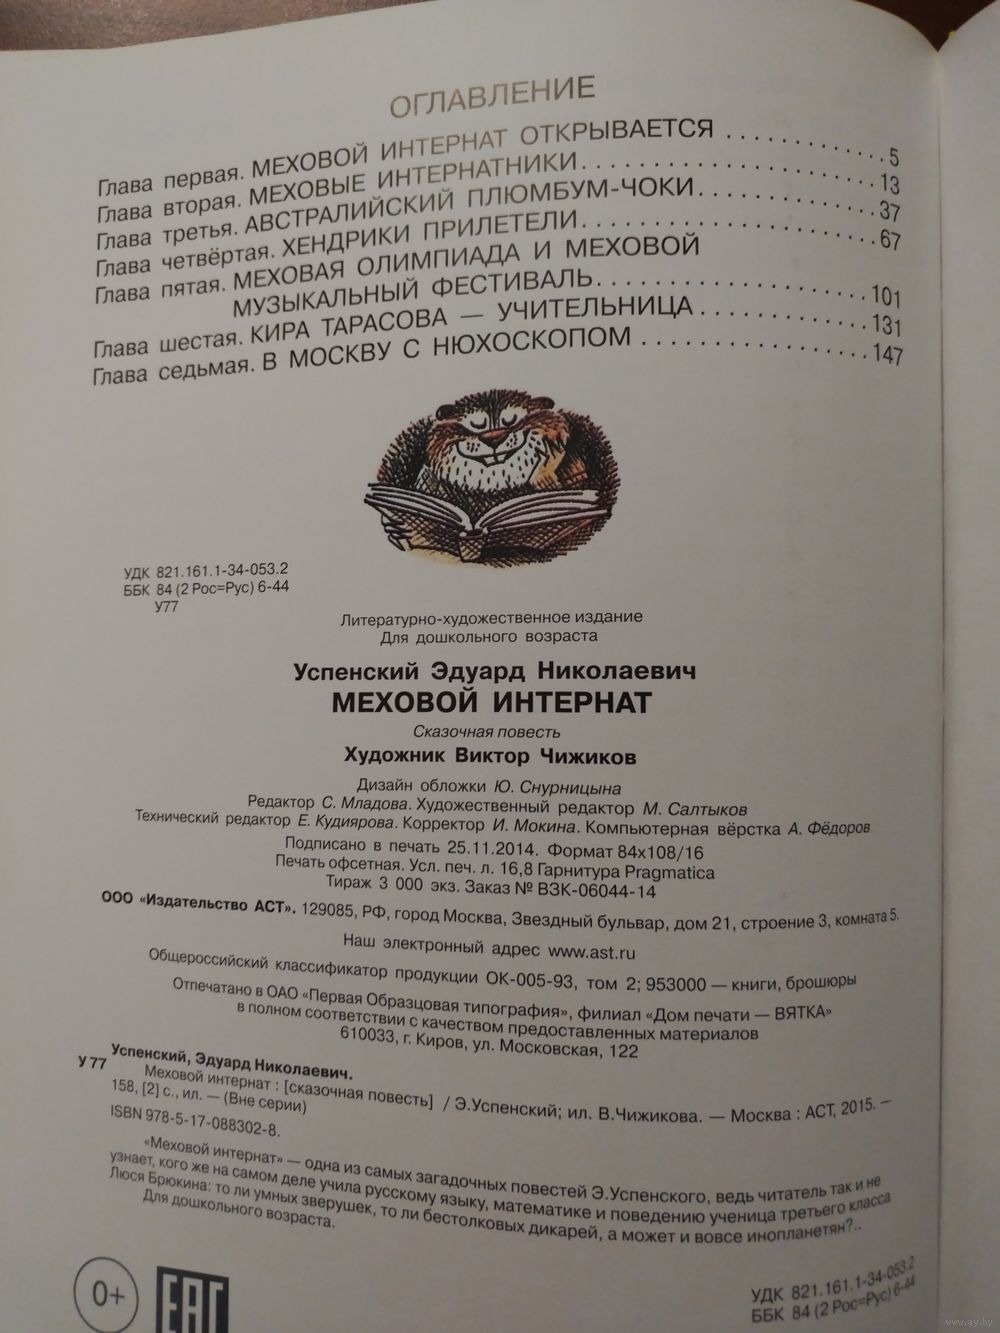 ОГЛАВЛЕНИЕ
Глава первая. МЕХОВОЙ ИНТЕРНАТ ОТКРЫВАЕТСЯ . . . . . . . . . . . . 5
Глава вторая. МЕХОВЫЕ ИНТЕРНАТНИКИ. . . . . . . . . . . . . . . . . . . . 13
Глава третья. АВСТРАЛИЙСКИЙ ПЛЮМБУМ-ЧОКИ. . . . . . . . . . . . 37
Глава четвёртая. ХЕНДРИКИ ПРИЛЕТЕЛИ. . . . . . . . . . . . . . . . . . . . 67
Глава пятая. МЕХОВАЯ ОЛИМПИАДА И МЕХОВОЙ
МУЗЫКАЛЬНЫЙ ФЕСТИВАЛЬ. . . . . . . . . . . . . . . . . . 101
Глава шестая. КИРА ТАРАСОВА — УЧИТЕЛЬНИЦА . . . . . . . . . . . . 131
Глава седьмая. В МОСКВУ С НЮХОСКОПОМ . . . . . . . . . . . . . . . . 147
УДК 821.161.1-34-053.2
ББК 84 (2 Рос=Рус) 6-44
У77
Литературно-художественное издание
Для дошкольного возраста
Успенский Эдуард Николаевич
МЕХОВОЙ ИНТЕРНАТ
Сказочная повесть
Художник Виктор Чижиков
Дизайн обложки Ю. Снурницына
Редактор С. Младова. Художественный редактор М. Салтыков
Технический редактор Е. Кудиярова. Корректор И. Мокина. Компьютерная вёрстка А. Фёдоров
Подписано в печать 25.11.2014. Формат 84х108/16
Печать офсетная. Усл. печ. л. 16,8 Гарнитура Pragmatica
Тираж 3 000 экз. Заказ № ВЗК-06044-14
ООО «Издательство АСТ». 129085, РФ, город Москва, Звездный бульвар, дом 21, строение 3, комната 5.
Наш электронный адрес www.ast.ru
Общероссийский классификатор продукции ОК-005-93, том 2; 953000 — книги, брошюры
Отпечатано в ОАО «Первая Образцовая типография», филиал «Дом печати — ВЯТКА»
в полном соответствии с качеством предоставленных материалов
610033, г. Киров, ул. Московская, 122
Успенский, Эдуард Николаевич.
У 77 Меховой интернат : [сказочная повесть] / Э.Успенский; ил. В.Чижикова. — Москва : АСТ, 2015. —
158, [2] с., ил. — (Вне серии)
ISBN 978-5-17-088302-8.
«Меховой интернат» — одна из самых загадочных повестей Э.Успенского, ведь читатель так и не
узнает, кого же на самом деле учила русскому языку, математике и поведению ученица третьего класса
Люся Брюкина: то ли умных зверушек, то ли бестолковых дикарей, а может и вовсе инопланетян?..
Для дошкольного возраста.
0+
EAC
УДК 821.161.1-34-053.2
ББК 84 (2 Рос=Рус) 6-44
www.ay.by